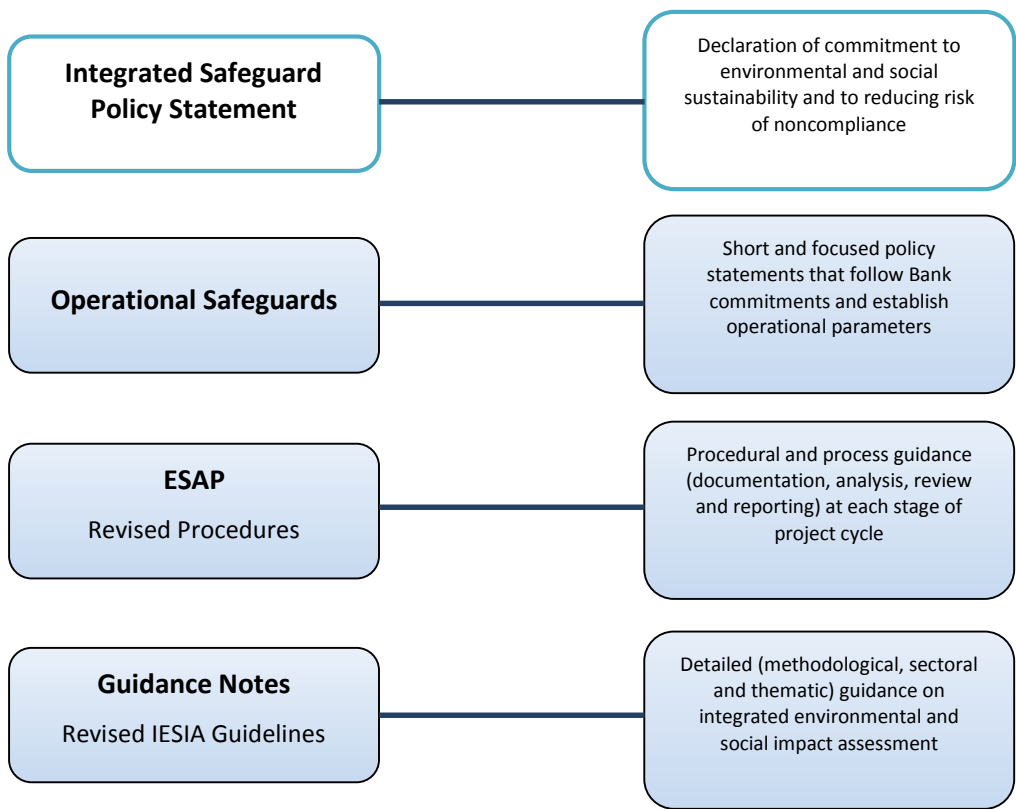 Integrated Safeguard
Policy Statement
Declaration of commitment to
environmental and social
sustainability and to reducing risk
of noncompliance
Operational Safeguards
Short and focused policy
statements that follow Bank
commitments and establish
operational parameters
ESAP
Revised Procedures
Procedural and process guidance
(documentation, analysis, review
and reporting) at each stage of
project cycle
Guidance Notes
Revised IESIA Guidelines
Detailed (methodological, sectoral
and thematic) guidance on
integrated environmental and
social impact assessment